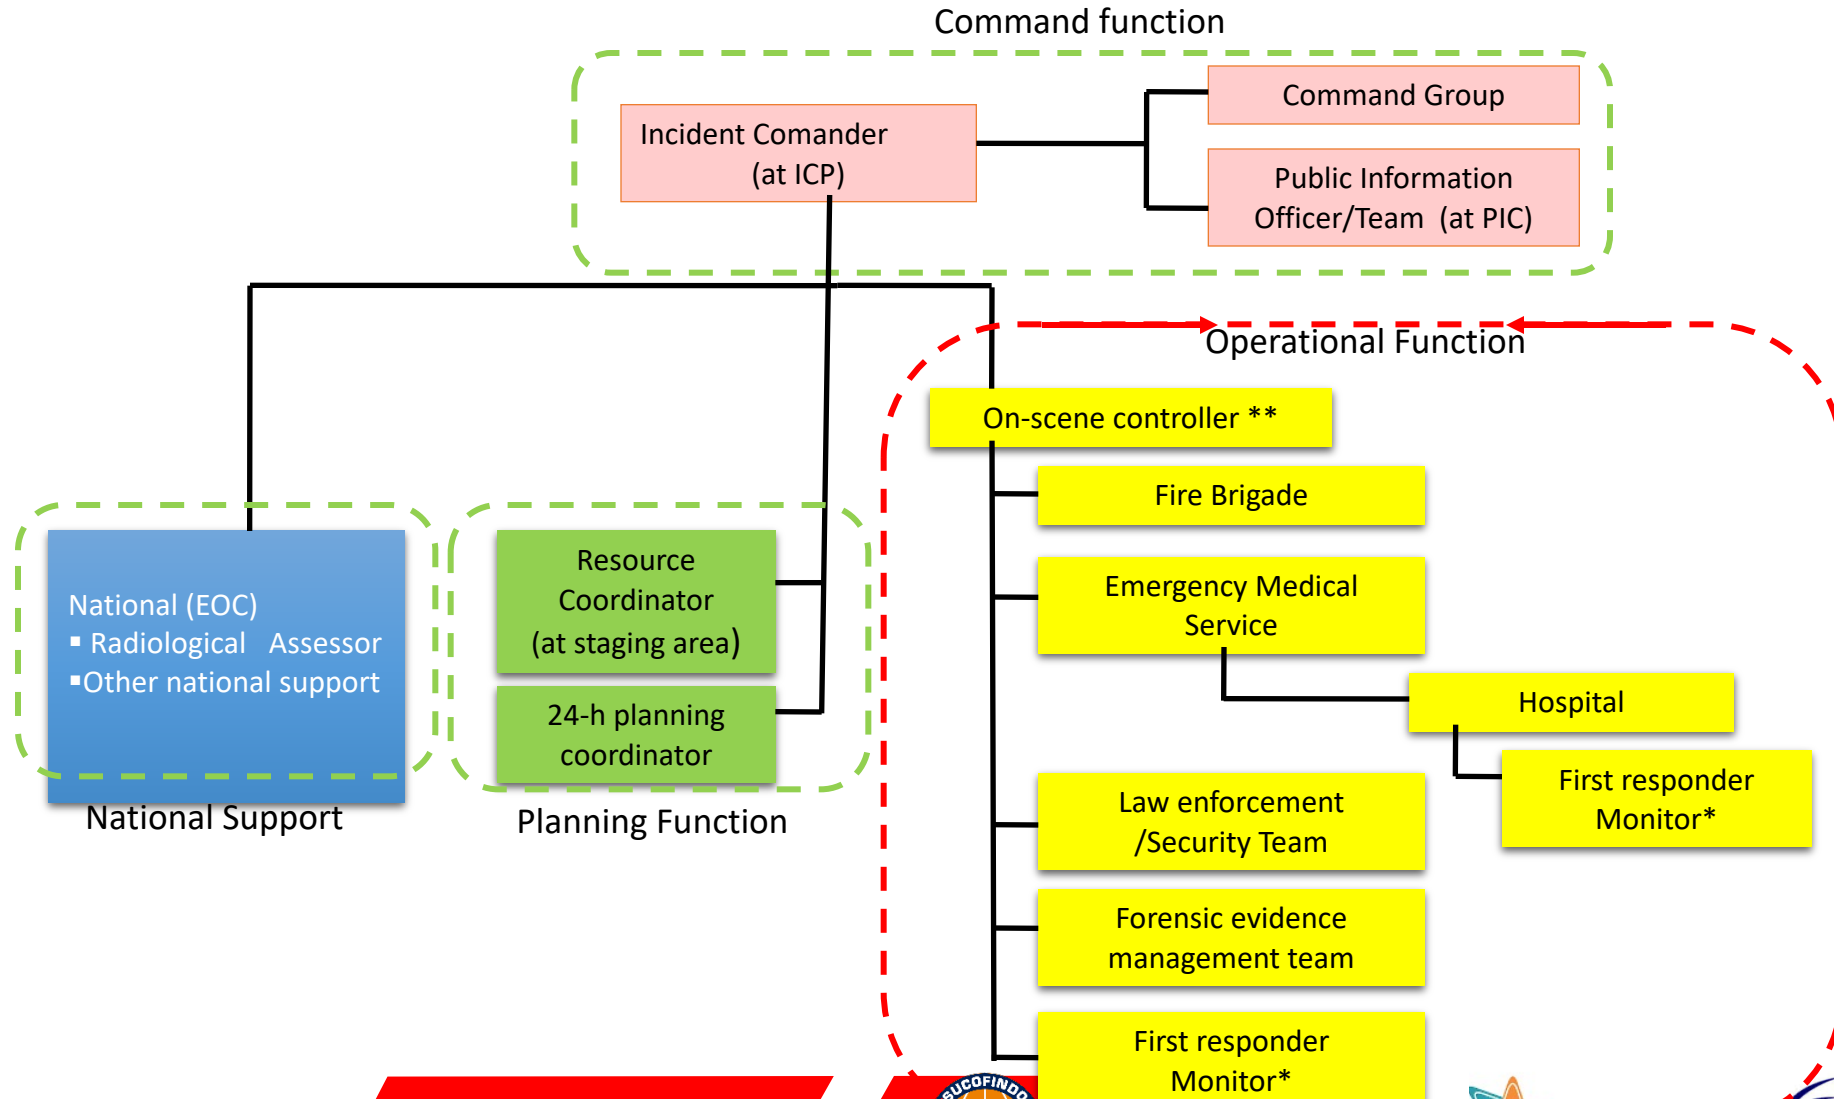 Command function
Incident Comander
(at ICP)
Command Group
Public Information
Officer/Team (at PIC)
Operational Function
On-scene controller **
Fire Brigade
Emergency Medical
Service
Hospital
First responder
Monitor*
Law enforcement
/Security Team
Forensic evidence
management team
First responder
Monitor*
Resource
Coordinator
(at staging area)
24-h planning
coordinator
Planning Function
National (EOC)
▪ Radiological Assessor
▪Other national support
National Support
SUCOFINDO